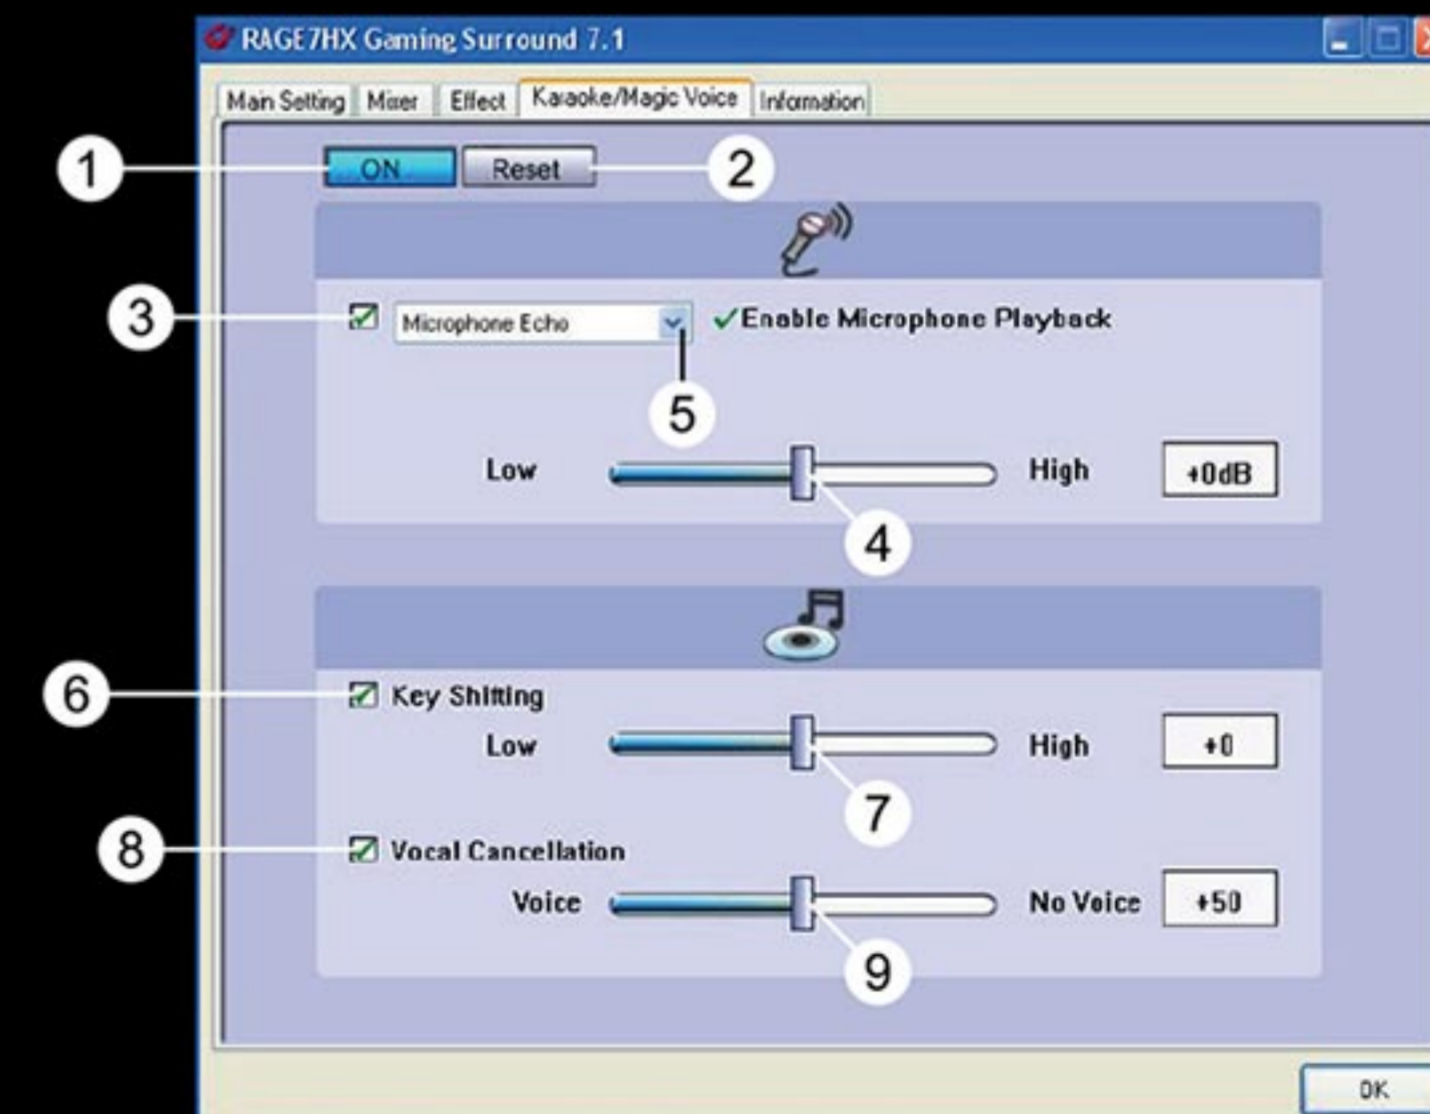 RAGE7HX Gaming Surround 7.1
Main Setting Mixer Effect Karaoke/Magic Voice Information
1 ON Reset 2
3 Microphone Echo ✓Enable Microphone Playback
5
Low High +0dB
4
6 Key Shifting
Low High +0
7
8 Vocal Cancellation
Voice No Voice +50
9
OK